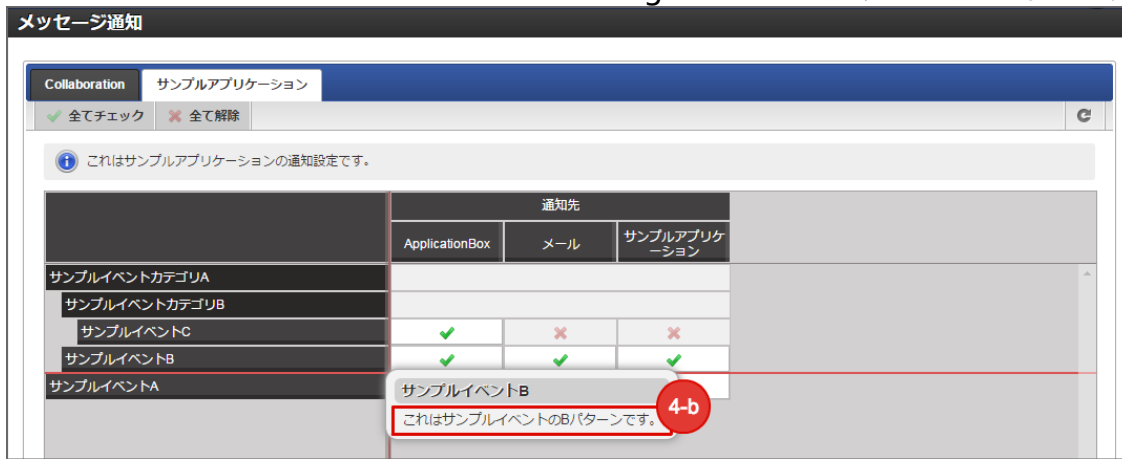 メッセージ通知
Collaboration サンプルアプリケーション
全てチェック 全て解除
これはサンプルアプリケーションの通知設定です。
通知先
ApplicationBox メール サンプルアプリケ
ーション
サンプルイベントカテゴリA
サンプルイベントカテゴリB
サンプルイベントC
サンプルイベントB
サンプルイベントA
サンプルイベントB
4-b
これはサンプルイベントのBパターンです。